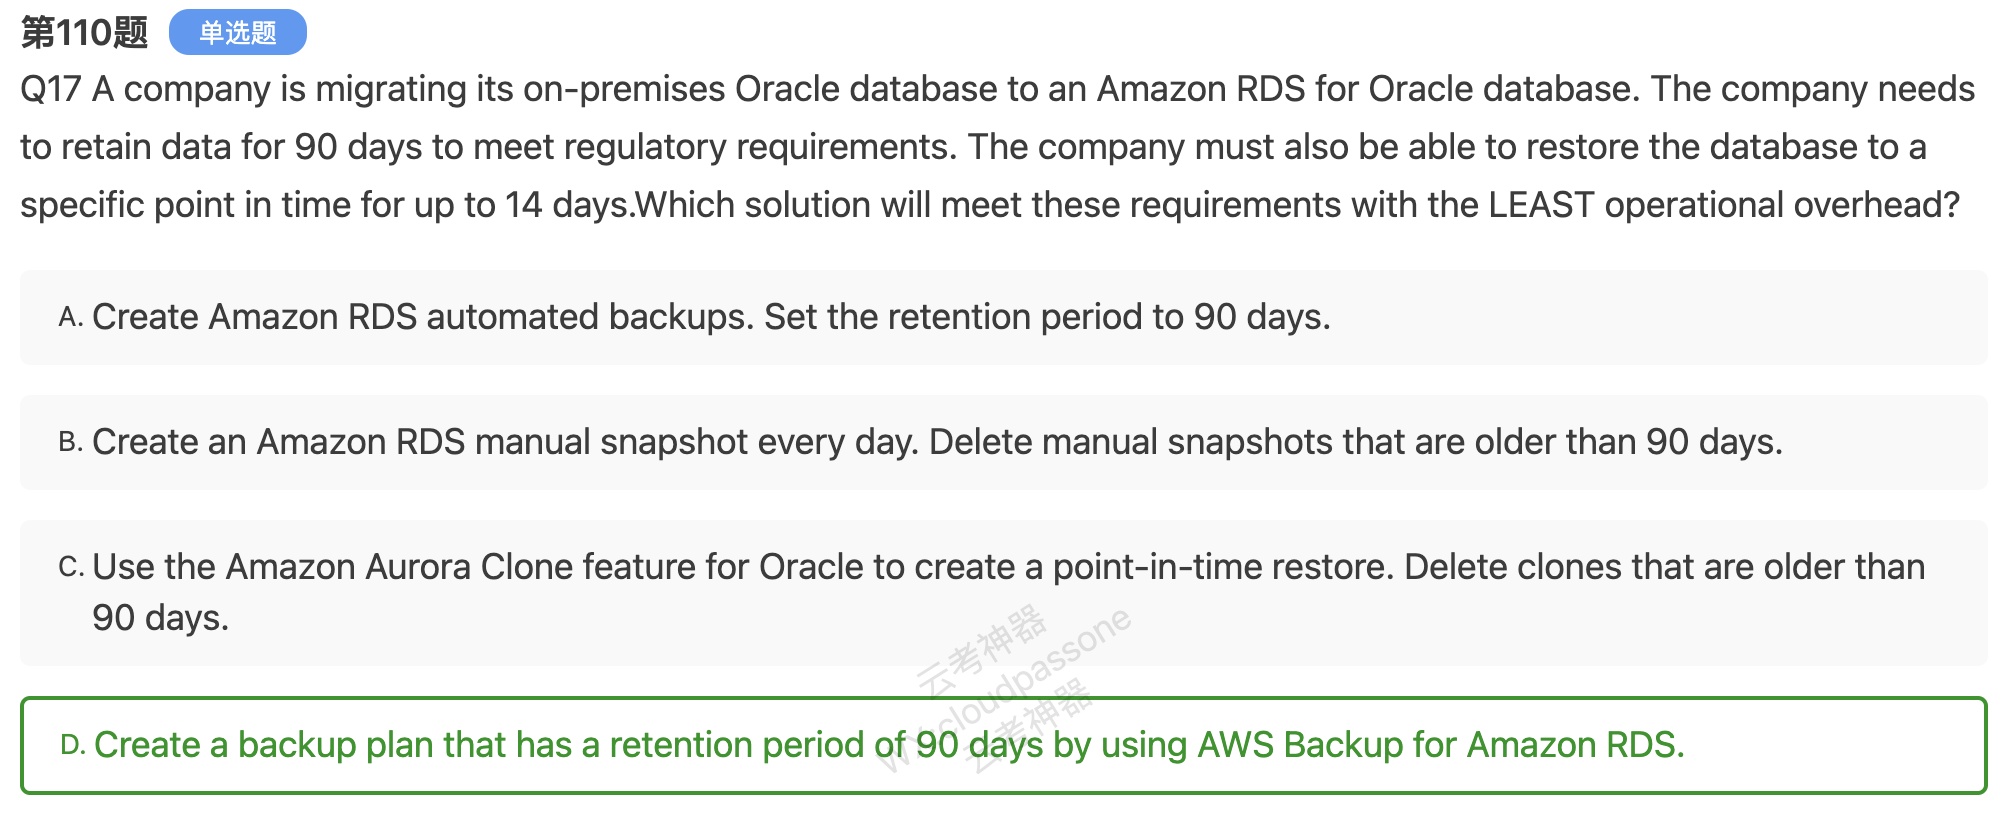 第110题 单选题
Q17 A company is migrating its on-premises Oracle database to an Amazon RDS for Oracle database. The company needs
to retain data for 90 days to meet regulatory requirements. The company must also be able to restore the database to a
specific point in time for up to 14 days.Which solution will meet these requirements with the LEAST operational overhead?
A. Create Amazon RDS automated backups. Set the retention period to 90 days.
B. Create an Amazon RDS manual snapshot every day. Delete manual snapshots that are older than 90 days.
C. Use the Amazon Aurora Clone feature for Oracle to create a point-in-time restore. Delete clones that are older than
90 days.
云考神器
cloudpassone
云考神器
D. Create a backup plan that has a retention period of 90 days by using AWS Backup for Amazon RDS.